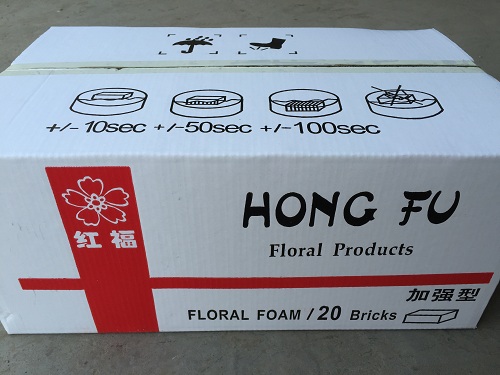 +/- 10sec +/-50sec +/-100sec
HONG FU
红福
Floral Products
加强型
FLORAL FOAM / 20 Bricks